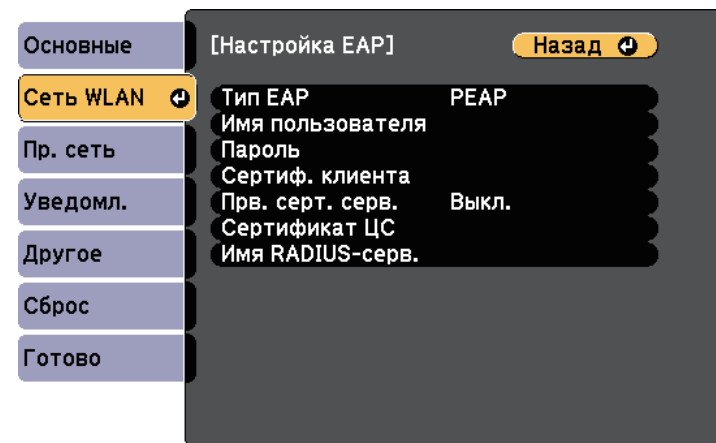 Основные
[Настройка EAP]
Назад
Сеть WLAN
Тип EAP PEAP
Имя пользователя
Пр. сеть
Пароль
Сертиф. клиента
Уведомл.
Прв. серт. серв. Выкл.
Сертификат ЦС
Другое
Имя RADIUS-серв.
Сброс
Готово